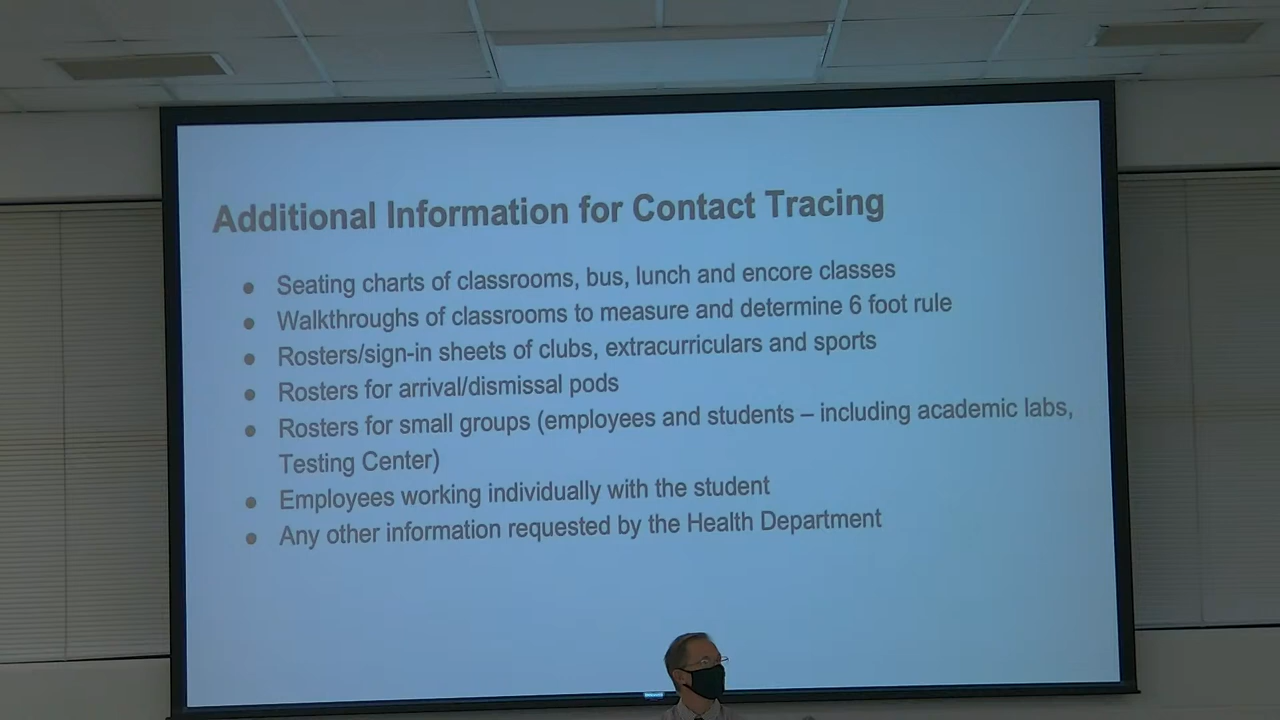 Additional Information for Contact Tracing
● Seating charts of classrooms, bus, lunch and encore classes
● Walkthroughs of classrooms to measure and determine 6 foot rule
● Rosters/sign-in sheets of clubs, extracurriculars and sports
● Rosters for arrival/dismissal pods
● Rosters for small groups (employees and students – including academic labs,
Testing Center)
● Employees working individually with the student
● Any other information requested by the Health Department